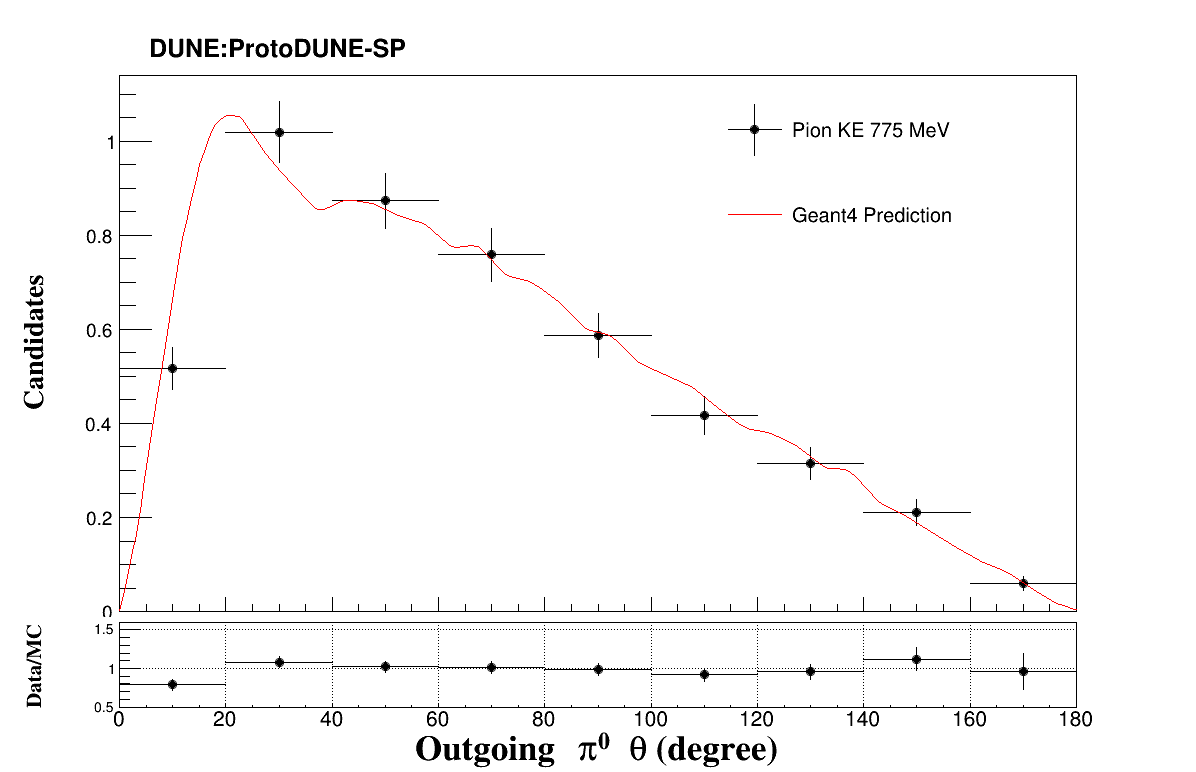 DUNE:ProtoDUNE-SP
Candidates
1
0.8
0.6
0.4
0.2
0
Pion KE 775 MeV
Geant4 Prediction
Data/MC
1.5
1
0.5
0 20 40 60 80 100 120 140 160 180
Outgoing π⁰ θ (degree)